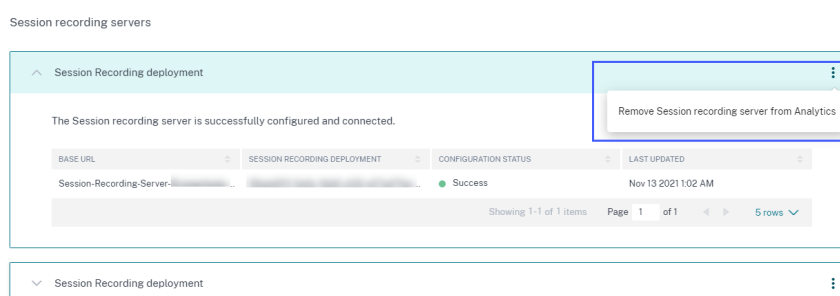 Session recording servers
Session Recording deployment
Remove Session recording server from Analytics
The Session recording server is successfully configured and connected.
BASE URL SESSION RECORDING DEPLOYMENT CONFIGURATION STATUS LAST UPDATED
Session-Recording-Server- .. .. Success Nov 13 2021 1:02 AM
Showing 1-1 of 1 items Page 1 of 1 5 rows
Session Recording deployment